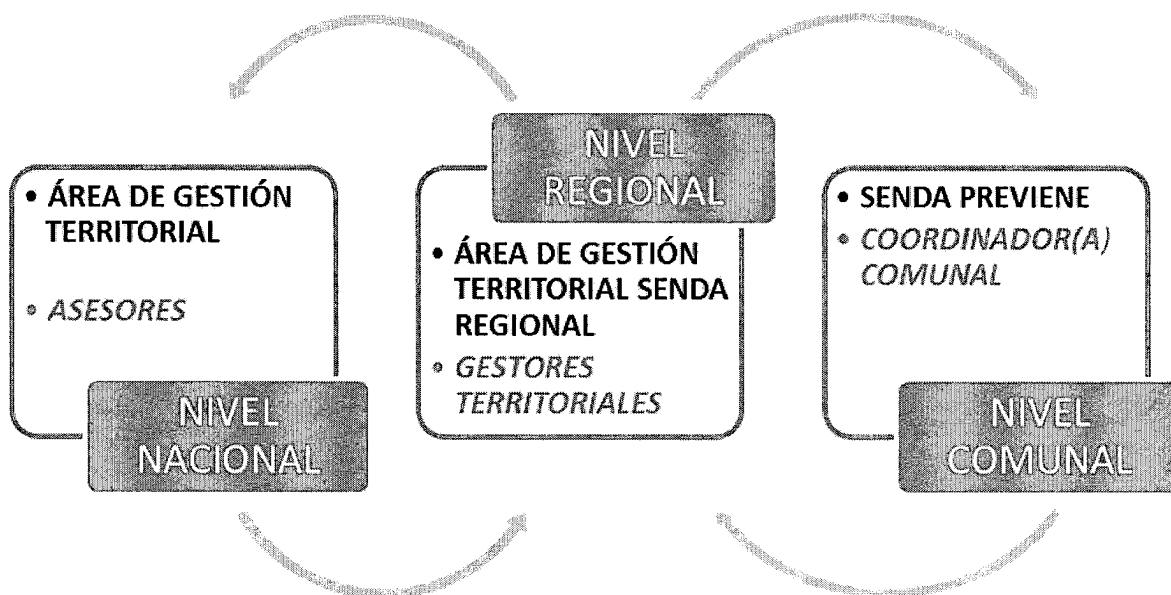 • ÁREA DE GESTIÓN
TERRITORIAL
• ASESORES
NIVEL
NACIONAL
NIVEL
REGIONAL
• ÁREA DE GESTIÓN
TERRITORIAL SENDA
REGIONAL
• GESTORES
TERRITORIALES
• SENDA PREVIENE
• COORDINADOR(A)
COMUNAL
NIVEL
COMUNAL